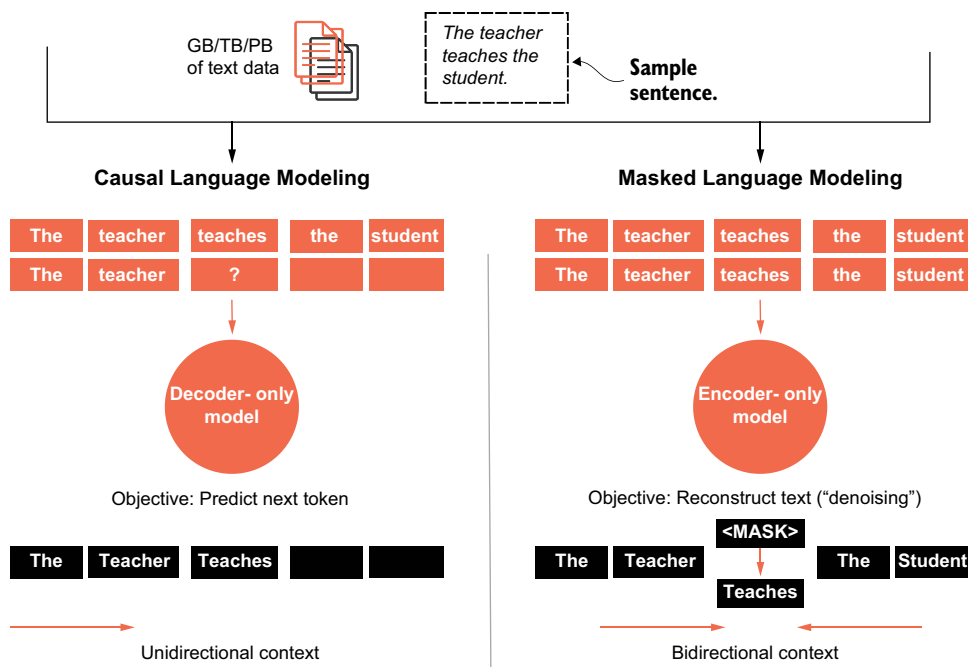 GB/TB/PB
of text data
The teacher
teaches the
student.
Sample
sentence.
Causal Language Modeling
The teacher teaches the student
The teacher ?
Decoder- only
model
Objective: Predict next token
The Teacher Teaches
Unidirectional context
Masked Language Modeling
The teacher teaches the student
The teacher teaches the student
Encoder- only
model
Objective: Reconstruct text (“denoising”)
<MASK>
The Teacher The Student
Teaches
Bidirectional context